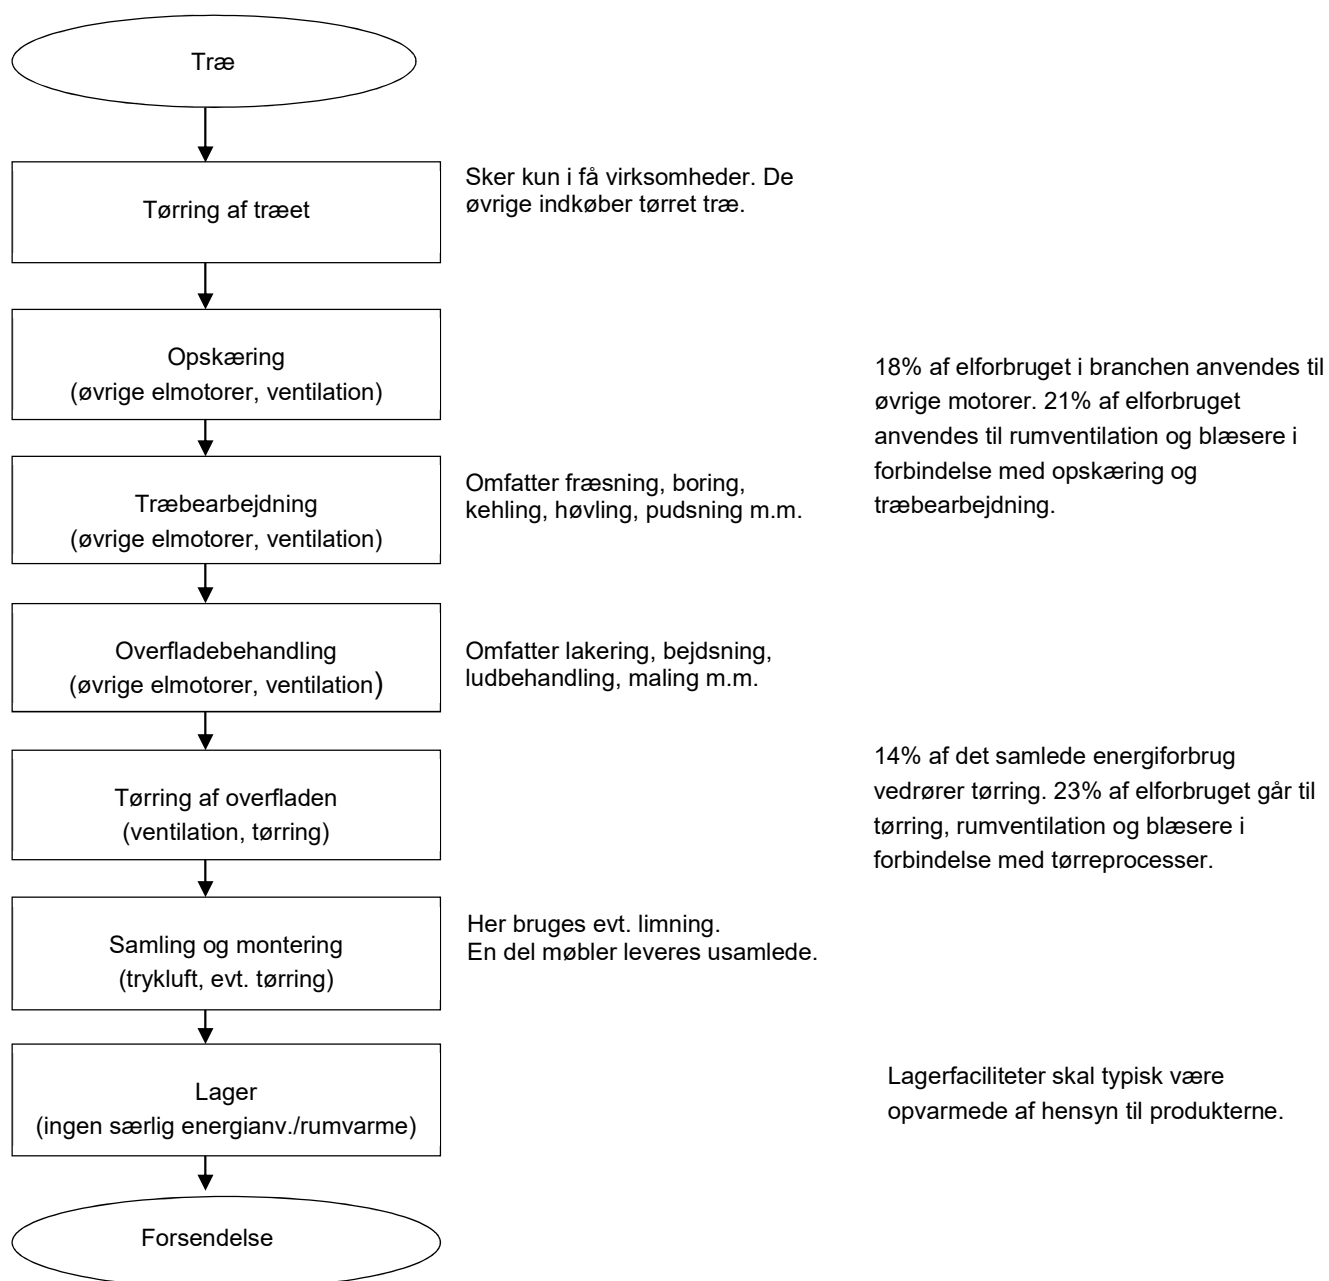 Træ
Tørring af træet
Sker kun i få virksomheder. De
øvrige indkøber tørret træ.
Opskæring
(øvrige elmotorer, ventilation)
18% af elforbruget i branchen anvendes til
øvrige motorer. 21% af elforbruget
anvendes til rumventilation og blæsere i
forbindelse med opskæring og
træbearbejdning.
Træbearbejdning
(øvrige elmotorer, ventilation)
Omfatter fræsning, boring,
kehling, høvling, pudsning m.m.
Overfladebehandling
(øvrige elmotorer, ventilation)
Omfatter lakering, bejdsning,
ludbehandling, maling m.m.
Tørring af overfladen
(ventilation, tørring)
14% af det samlede energiforbrug
vedrører tørring. 23% af elforbruget går til
tørring, rumventilation og blæsere i
forbindelse med tørreprocesser.
Samling og montering
(trykluft, evt. tørring)
Her bruges evt. limning.
En del møbler leveres usamlede.
Lager
(ingen særlig energianv./rumvarme)
Lagerfaciliteter skal typisk være
opvarmede af hensyn til produkterne.
Forsendelse